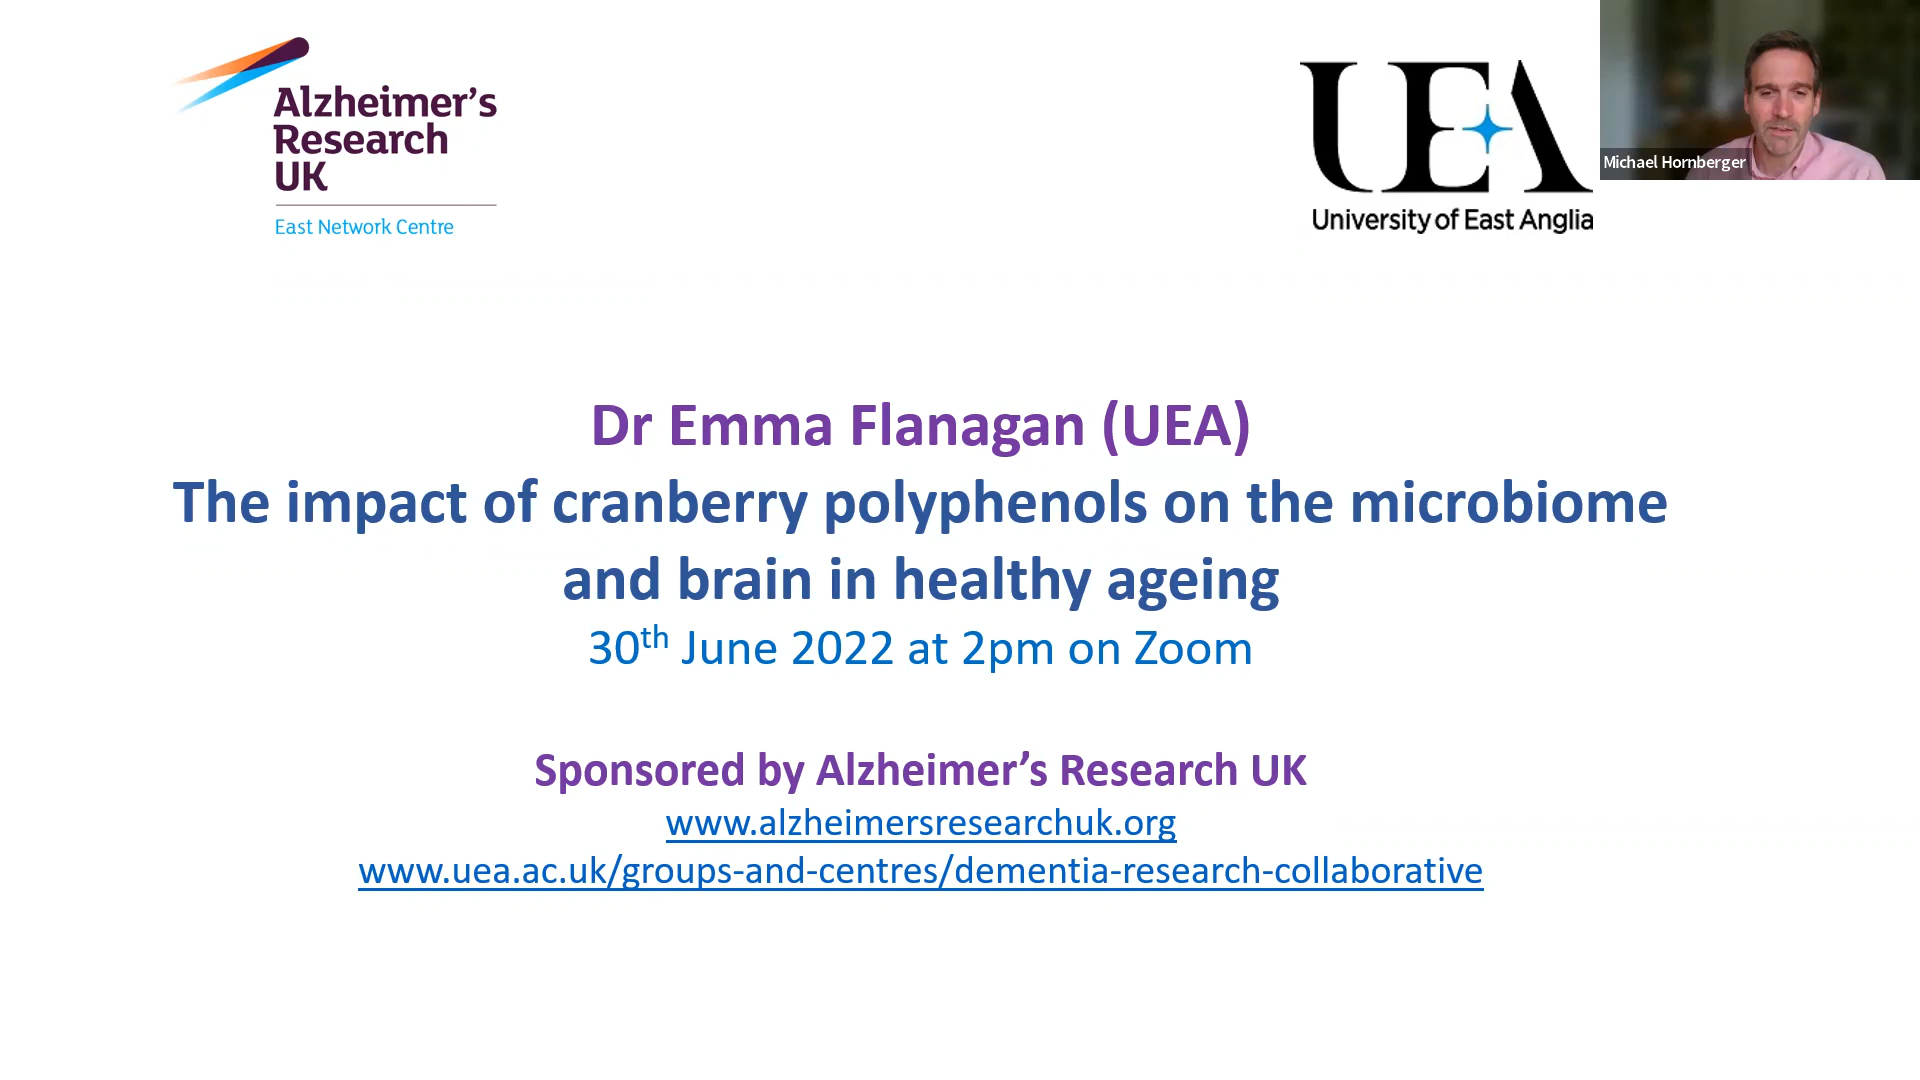 Alzheimer's
Research
UK
East Network Centre
UEA
University of East Anglia
Michael Hornberger
Dr Emma Flanagan (UEA)
The impact of cranberry polyphenols on the microbiome
and brain in healthy ageing
30th June 2022 at 2pm on Zoom
Sponsored by Alzheimer's Research UK
www.alzheimersresearchuk.org
www.uea.ac.uk/groups-and-centres/dementia-research-collaborative